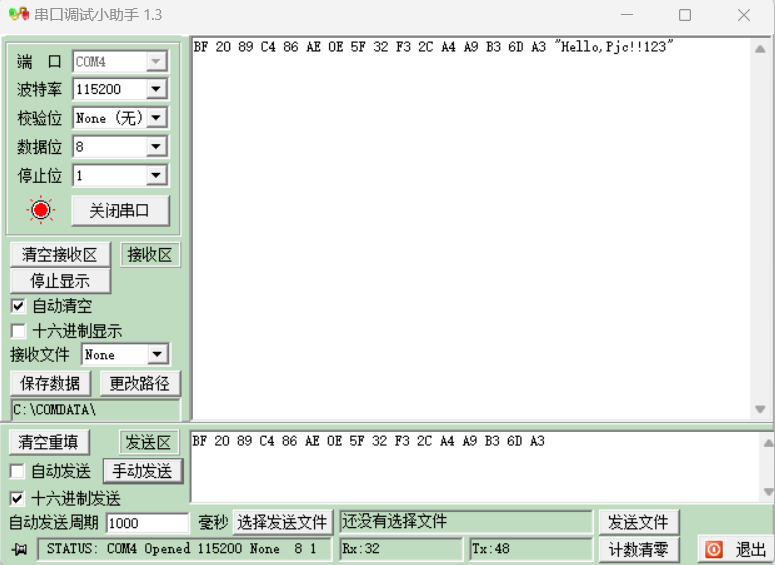 串口调试小助手 1.3
端 口 COM4
波特率 115200
校验位 None (无)
数据位 8
停止位 1
关闭串口
清空接收区 接收区
停止显示
自动清空
十六进制显示
接收文件 None
保存数据 更改路径
C:\COMDATA\
BF 20 89 C4 86 AE 0E 5F 32 F3 2C A4 A9 B3 6D A3 "Hello,Pjc!!123"
清空重填 发送区
自动发送 手动发送
十六进制发送
BF 20 89 C4 86 AE 0E 5F 32 F3 2C A4 A9 B3 6D A3
自动发送周期 1000 毫秒 选择发送文件 还没有选择文件 发送文件
STATUS: COM4 Opened 115200 None 8 1 Rx:32 Tx:48 计数清零 退出